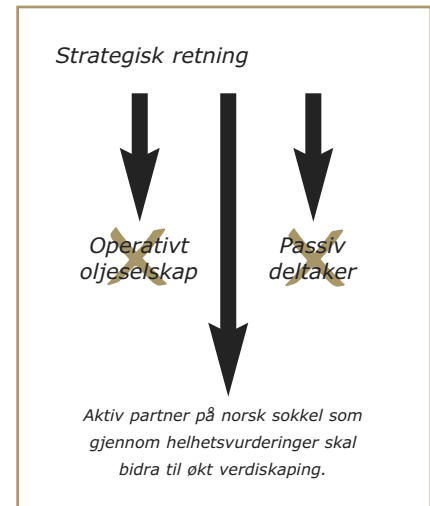 Strategisk retning
Operativt
oljeselskap
Passiv
deltaker
Aktiv partner på norsk sokkel som
gjennom helhetsvurderinger skal
bidra til økt verdiskaping.